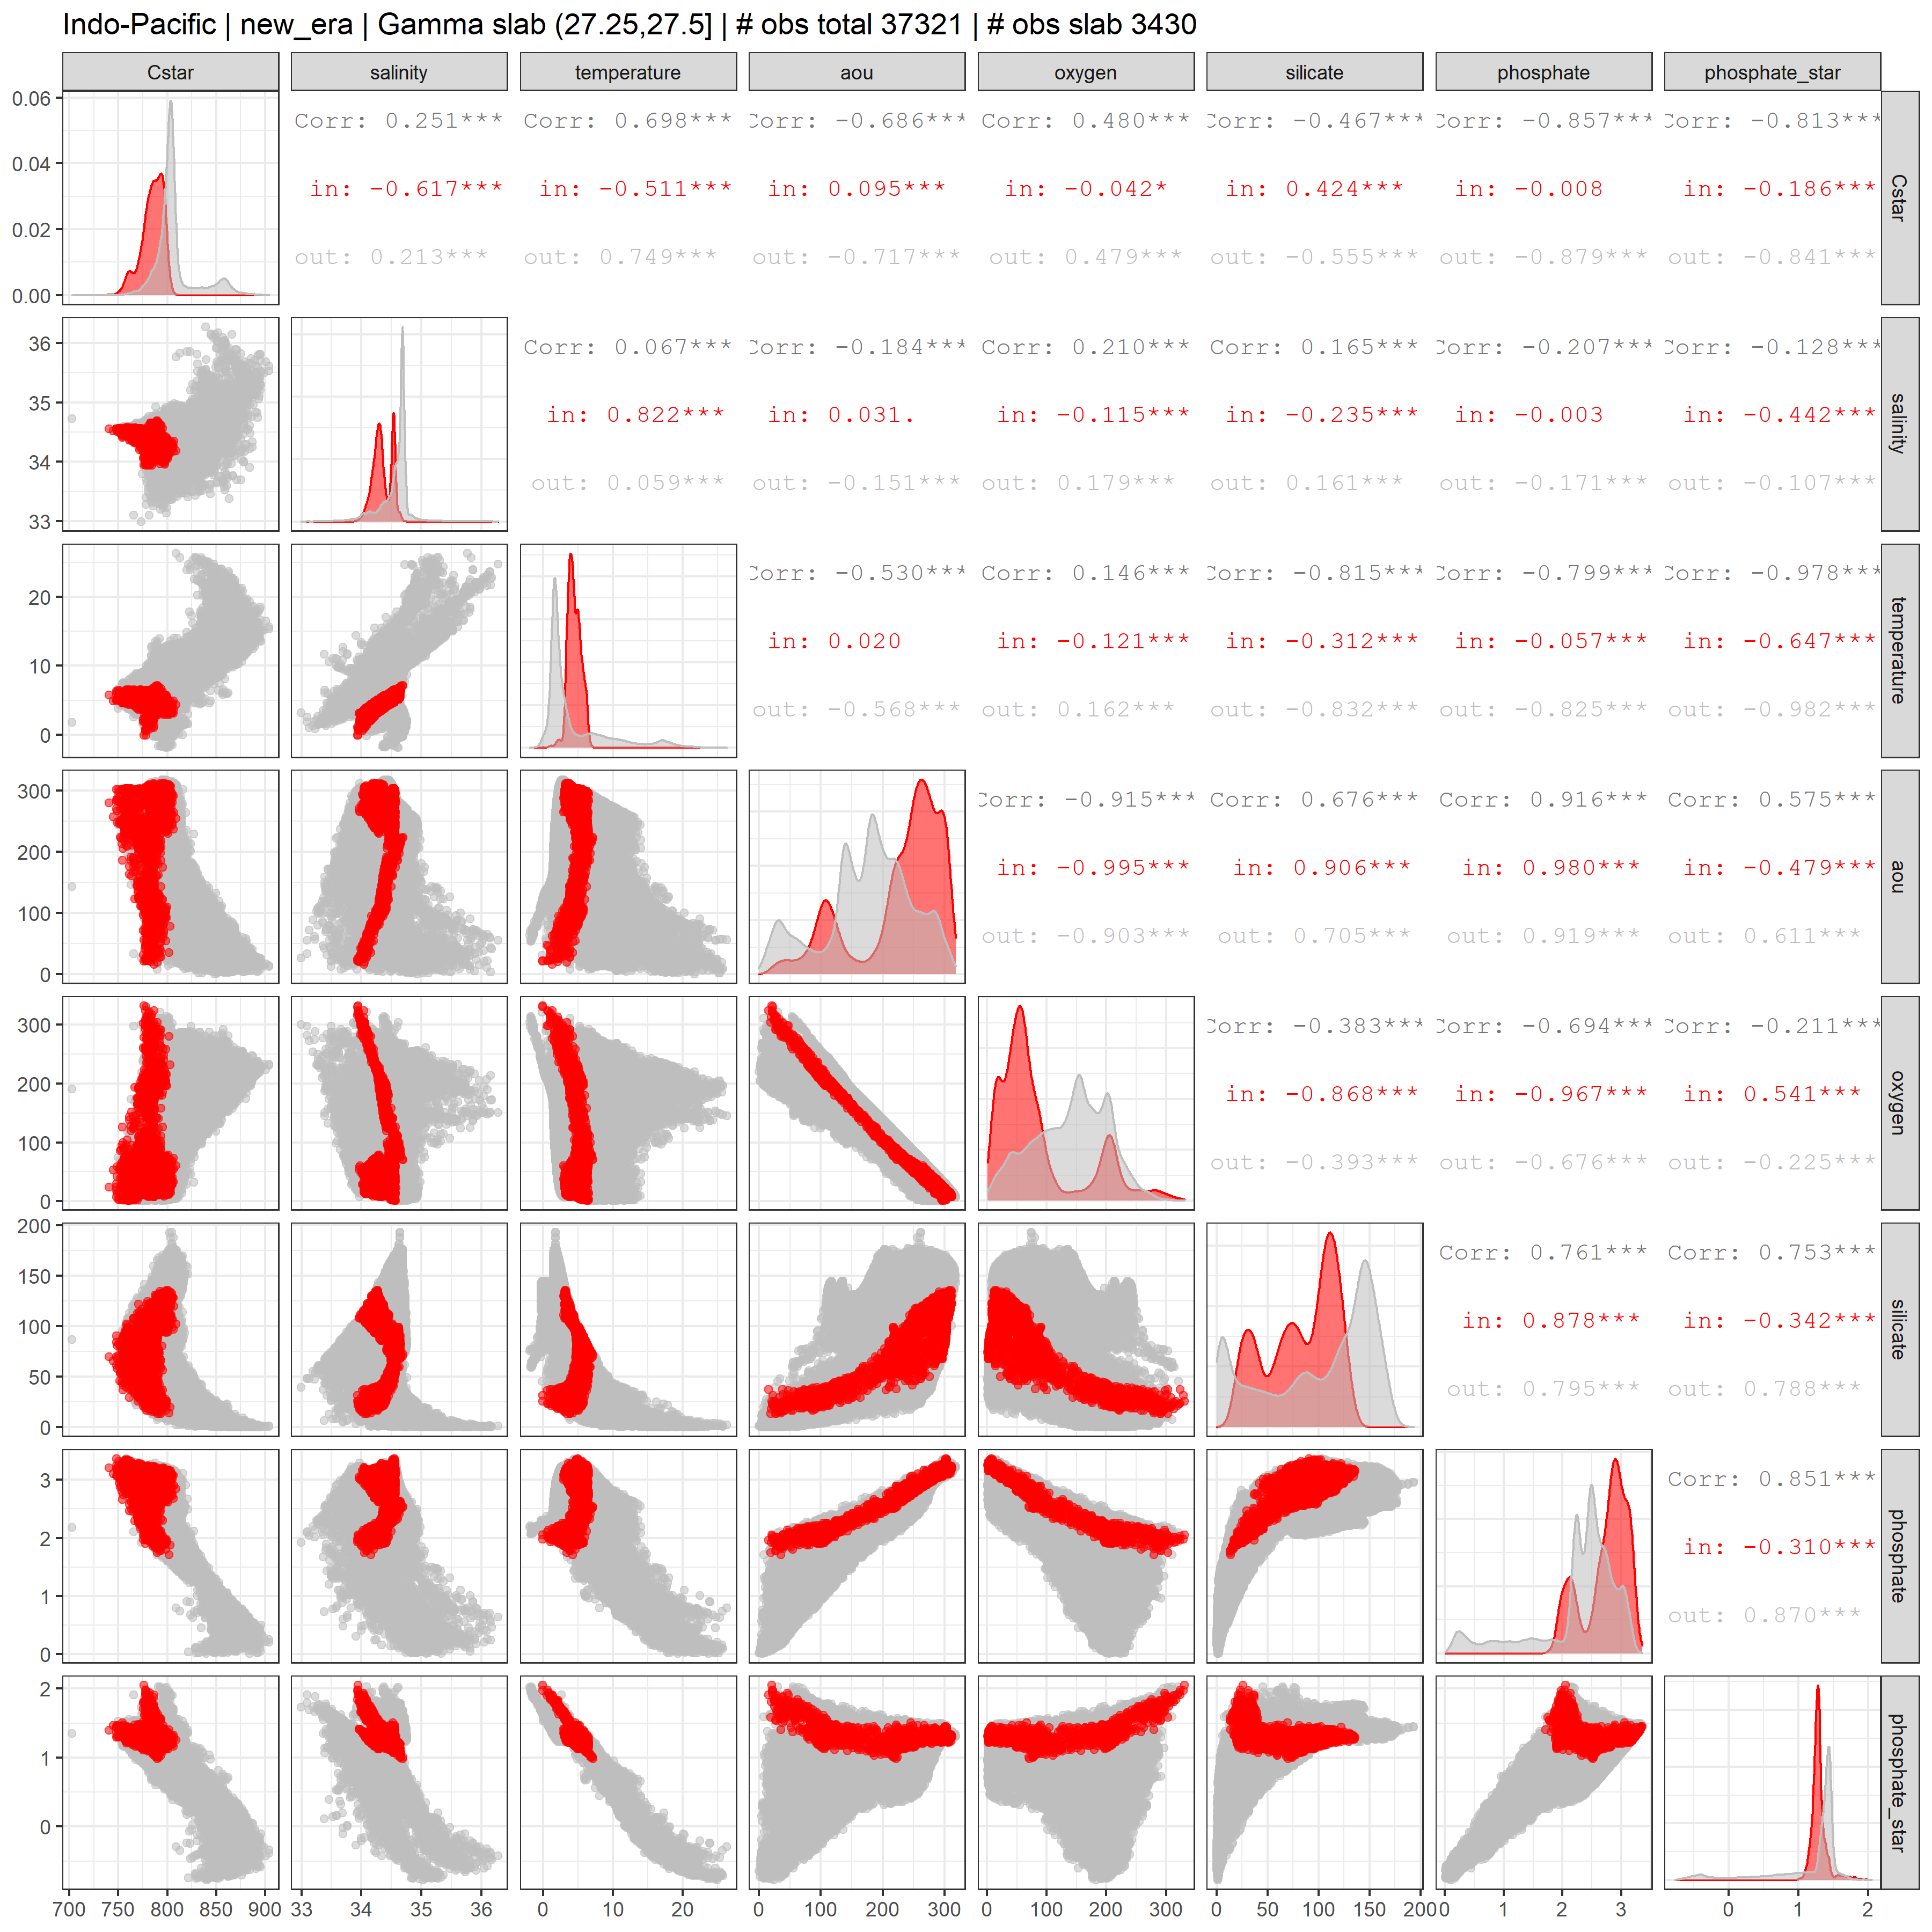 Indo-Pacific | new_era | Gamma slab (27.25,27.5] | # obs total 37321 | # obs slab 3430
Cstar salinity temperature aou oxygen silicate phosphate phosphate_star
0.06
Corr: 0.251*** Corr: 0.698*** Corr: -0.686*** Corr: 0.480*** Corr: -0.467*** Corr: -0.857*** Corr: -0.813***
0.04
in: -0.617*** in: -0.511*** in: 0.095*** in: -0.042* in: 0.424*** in: -0.008 in: -0.186***
Cstar
0.02
out: 0.213*** out: 0.749*** out: -0.717*** out: 0.479*** out: -0.555*** out: -0.879*** out: -0.841***
0.00
36
Corr: 0.067*** Corr: -0.184*** Corr: 0.210*** Corr: 0.165*** Corr: -0.207*** Corr: -0.128***
35
in: 0.822*** in: 0.031. in: -0.115*** in: -0.235*** in: -0.003 in: -0.442***
salinity
34
out: 0.059*** out: -0.151*** out: 0.179*** out: 0.161*** out: -0.171*** out: -0.107***
33
Corr: -0.530*** Corr: 0.146*** Corr: -0.815*** Corr: -0.799*** Corr: -0.978***
20
in: 0.020 in: -0.121*** in: -0.312*** in: -0.057*** in: -0.647***
temperature
10
out: -0.568*** out: 0.162*** out: -0.832*** out: -0.825*** out: -0.982***
0
300
Corr: -0.915*** Corr: 0.676*** Corr: 0.916*** Corr: 0.575***
200
in: -0.995*** in: 0.906*** in: 0.980*** in: -0.479***
aou
100
out: -0.903*** out: 0.705*** out: 0.919*** out: 0.611***
0
300
Corr: -0.383*** Corr: -0.694*** Corr: -0.211***
200
in: -0.868*** in: -0.967*** in: 0.541***
oxygen
100
out: -0.393*** out: -0.676*** out: -0.225***
0
200
Corr: 0.761*** Corr: 0.753***
150
100
in: 0.878*** in: -0.342***
silicate
50
out: 0.795*** out: 0.788***
0
3
Corr: 0.851***
2
in: -0.310***
phosphate
1
out: 0.870***
0
2
1
phosphate_star
0
700 750 800 850 900 33 34 35 36 0 10 20 0 100 200 300 0 100 200 300 0 50 100 150 200 0 1 2 3 0 1 2